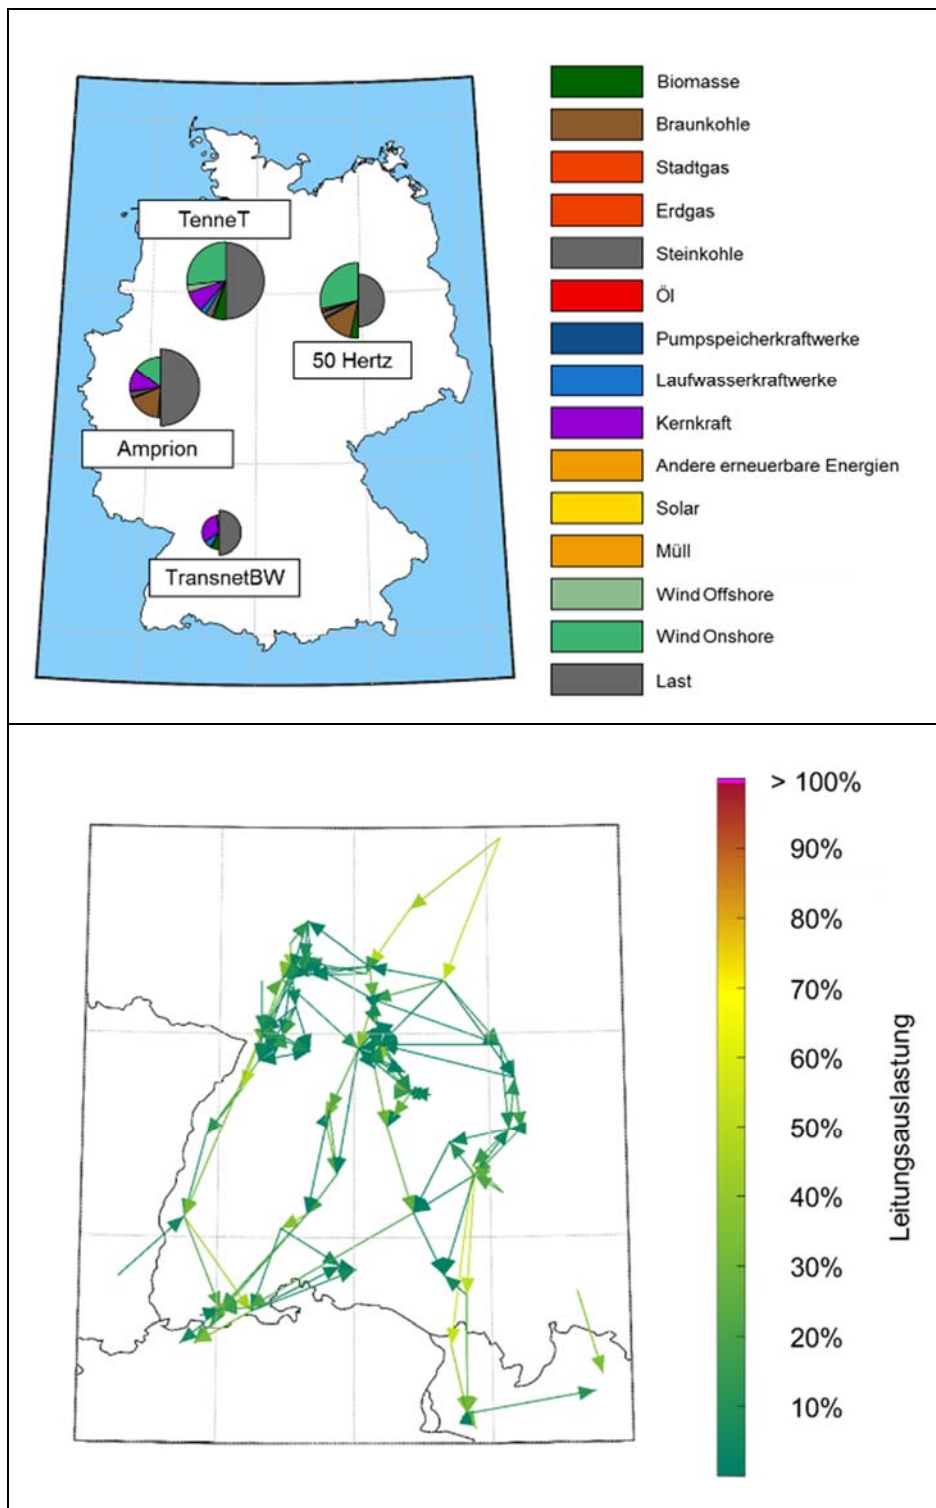 TenneT
50 Hertz
Amprion
TransnetBW
Biomasse
Braunkohle
Stadtgas
Erdgas
Steinkohle
Öl
Pumpspeicherkraftwerke
Laufwasserkraftwerke
Kernkraft
Andere erneuerbare Energien
Solar
Müll
Wind Offshore
Wind Onshore
Last
> 100%
90%
80%
70%
60%
50%
40%
30%
20%
10%
Leitungsauslastung